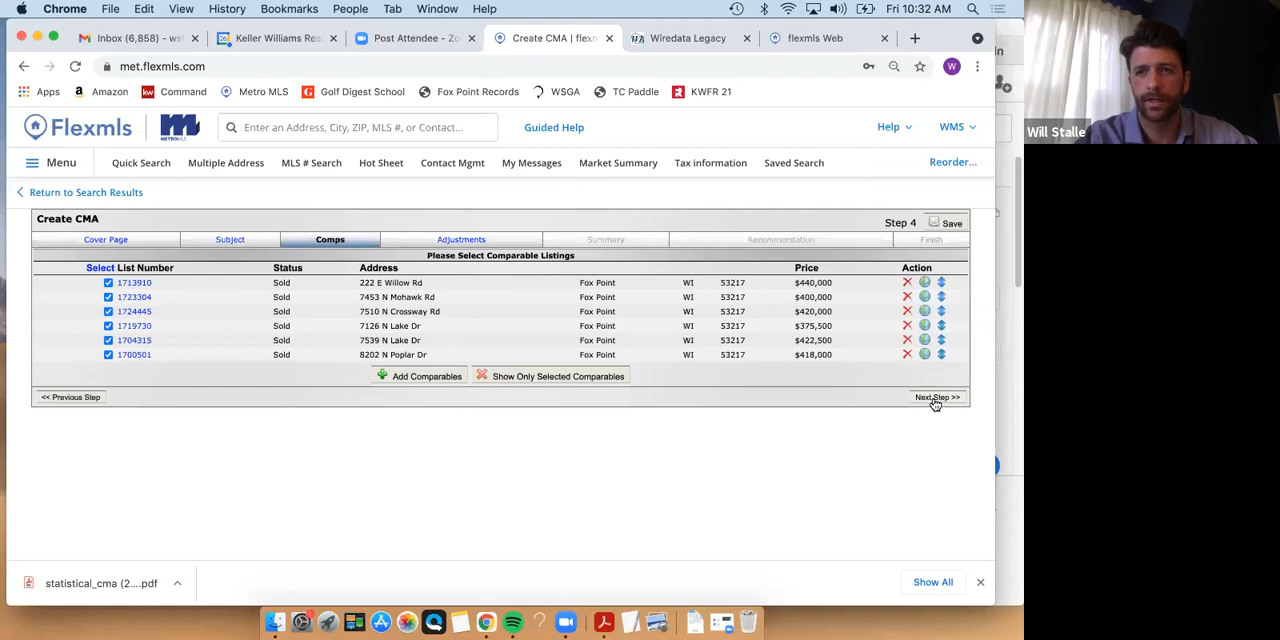 Chrome File Edit View History Bookmarks People Tab Window Help Fri 10:32 AM
Inbox (6,858) - ws Keller Williams Rea Post Attendee - Zo Create CMA | flexn Wiredata Legacy flexmls Web
met.flexmls.com W
Apps Amazon kw Command Metro MLS Golf Digest School Fox Point Records WSGA TC Paddle KWFR 21
Will Stalle
Flexmls Enter an Address, City, ZIP, MLS #, or Contact... Guided Help Help WMS
Menu Quick Search Multiple Address MLS # Search Hot Sheet Contact Mgmt My Messages Market Summary Tax information Saved Search Reorder...
Return to Search Results
Create CMA Step 4 Save
Cover Page Subject Comps Adjustments Summary Recommendation Finish
Please Select Comparable Listings
Select List Number Status Address Price Action
1713910 Sold 222 E Willow Rd Fox Point WI 53217 $440,000
1723304 Sold 7453 N Mohawk Rd Fox Point WI 53217 $400,000
1724445 Sold 7510 N Crossway Rd Fox Point WI 53217 $420,000
1719730 Sold 7126 N Lake Dr Fox Point WI 53217 $375,500
1704315 Sold 7539 N Lake Dr Fox Point WI 53217 $422,500
1700501 Sold 8202 N Poplar Dr Fox Point WI 53217 $418,000
Add Comparables Show Only Selected Comparables
<< Previous Step Next Step >>
statistical_cma (2....pdf Show All